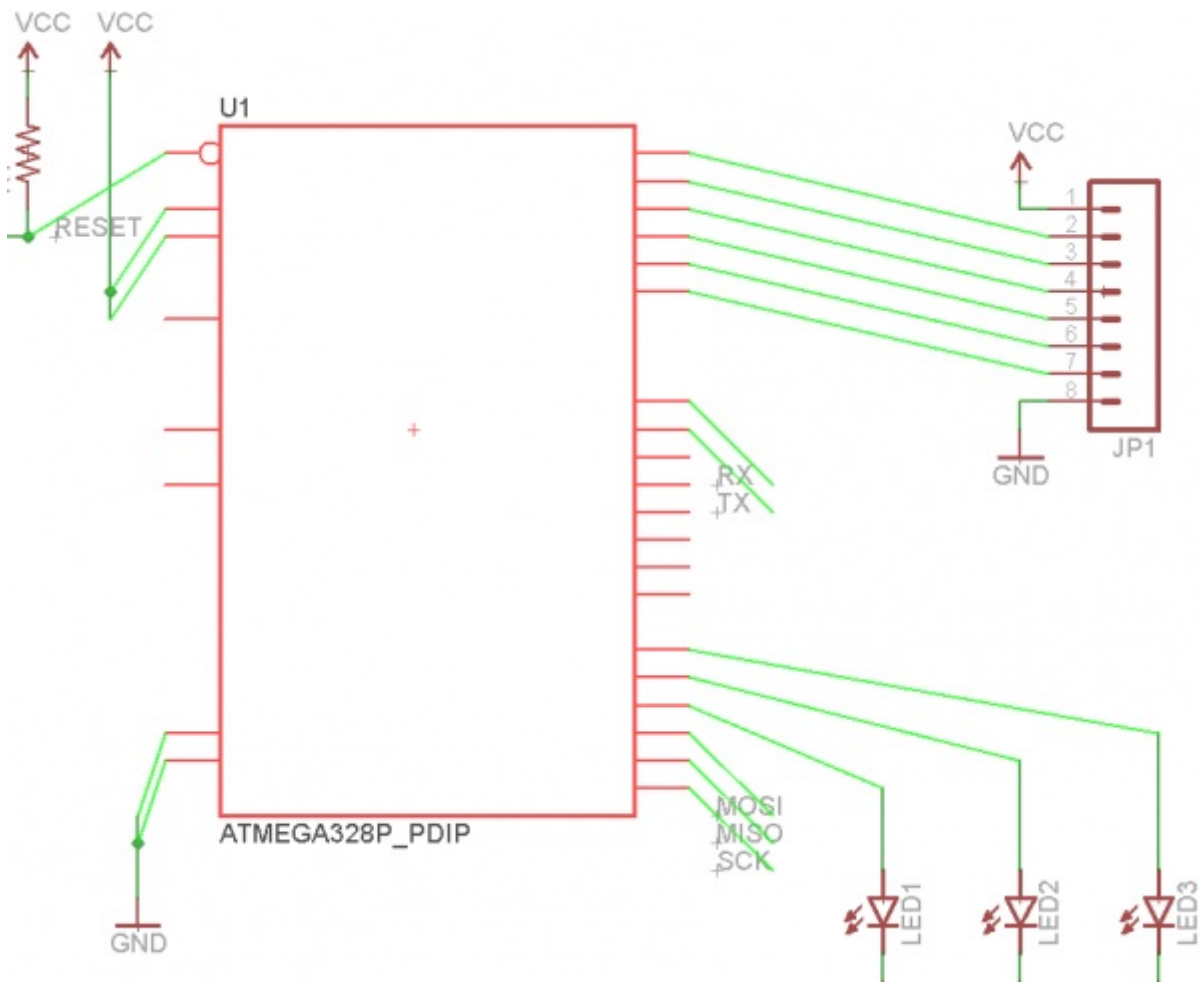 VCC VCC
U1
VCC
RESET
1
2
3
4
5
6
7
8
JP1
GND
RX
TX
MOSI
MISO
SCK
ATMEGA328P_PDIP
GND
LED1
LED2
LED3